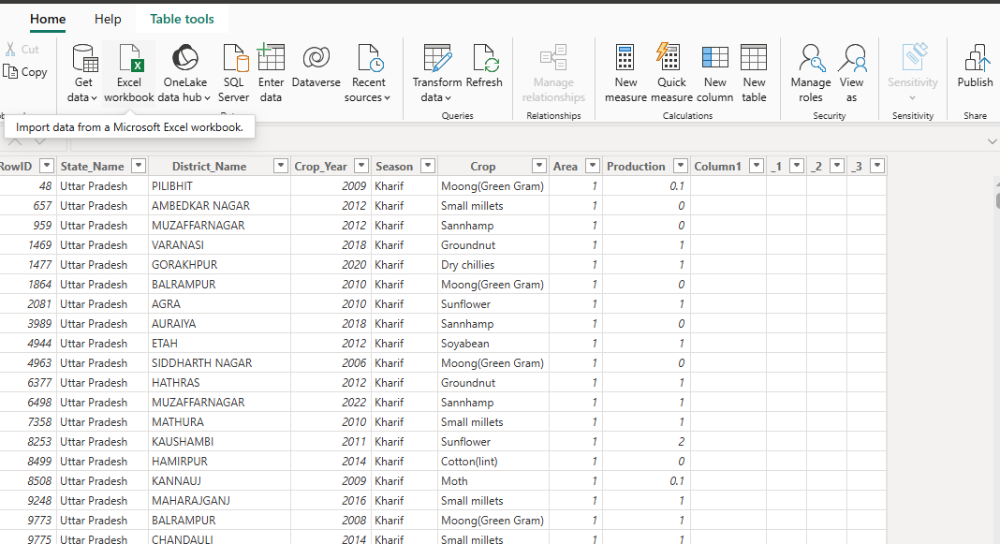 Home Help Table tools
Cut
Copy
Get data
Excel workbook
OneLake data hub
SQL Server
Enter data
Dataverse
Recent sources
Transform data
Refresh
Manage relationships
New measure
Quick measure
New column
New table
Manage roles
View as
Sensitivity
Publish
Queries Relationships Calculations Security Sensitivity Share
Import data from a Microsoft Excel workbook.
RowID State_Name District_Name Crop_Year Season Crop Area Production Column1 _1 _2 _3
48 Uttar Pradesh PILIBHIT 2009 Kharif Moong(Green Gram) 1 0.1
657 Uttar Pradesh AMBEDKAR NAGAR 2012 Kharif Small millets 1 0
959 Uttar Pradesh MUZAFFARNAGAR 2012 Kharif Sannhamp 1 0
1469 Uttar Pradesh VARANASI 2018 Kharif Groundnut 1 1
1477 Uttar Pradesh GORAKHPUR 2020 Kharif Dry chillies 1 1
1864 Uttar Pradesh BALRAMPUR 2010 Kharif Moong(Green Gram) 1 0
2081 Uttar Pradesh AGRA 2010 Kharif Sunflower 1 1
3989 Uttar Pradesh AURAIYA 2018 Kharif Sannhamp 1 0
4944 Uttar Pradesh ETAH 2012 Kharif Soyabean 1 1
4963 Uttar Pradesh SIDDHARTH NAGAR 2006 Kharif Moong(Green Gram) 1 0
6377 Uttar Pradesh HATHRAS 2012 Kharif Groundnut 1 1
6498 Uttar Pradesh MUZAFFARNAGAR 2022 Kharif Sannhamp 1 1
7358 Uttar Pradesh MATHURA 2010 Kharif Small millets 1 1
8253 Uttar Pradesh KAUSHAMBI 2011 Kharif Sunflower 1 2
8499 Uttar Pradesh HAMIRPUR 2014 Kharif Cotton(lint) 1 0
8508 Uttar Pradesh KANNAUJ 2009 Kharif Moth 1 0.1
9248 Uttar Pradesh MAHARAJGANJ 2016 Kharif Small millets 1 1
9773 Uttar Pradesh BALRAMPUR 2008 Kharif Moong(Green Gram) 1 1
9775 Uttar Pradesh CHANDAULI 2014 Kharif Small millets 1 1